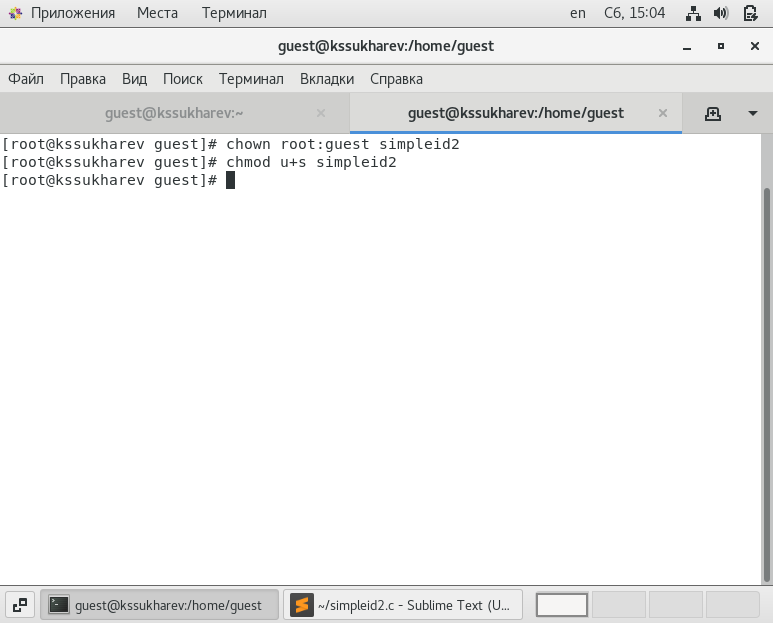 Приложения Места Терминал en Сб, 15:04
guest@kssukharev:/home/guest
Файл Правка Вид Поиск Терминал Вкладки Справка
guest@kssukharev:~ guest@kssukharev:/home/guest
[root@kssukharev guest]# chown root:guest simpleid2
[root@kssukharev guest]# chmod u+s simpleid2
[root@kssukharev guest]#
guest@kssukharev:/home/guest ~/simpleid2.c - Sublime Text (U...